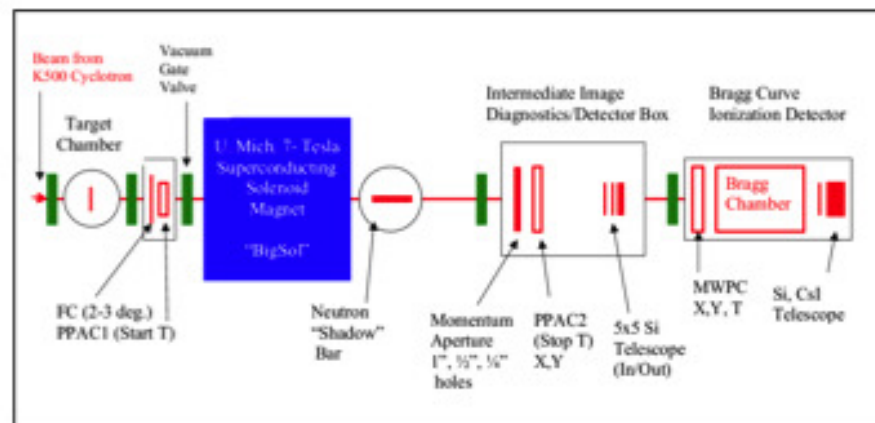 Beam from
K500 Cyclotron
Vacuum
Gate
Valve
Target
Chamber
U. Mich. 7- Tesla
Superconducting
Solenoid
Magnet
"BigSol"
Intermediate Image
Diagnostics/Detector Box
Bragg Curve
Ionization Detector
Bragg
Chamber
FC (2-3 deg.)
PPAC1 (Start T)
Neutron
"Shadow"
Bar
Momentum
Aperture
1", ½", ¼"
holes
PPAC2
(Stop T)
X,Y
5x5 Si
Telescope
(In/Out)
MWPC
X,Y, T
Si, CsI
Telescope